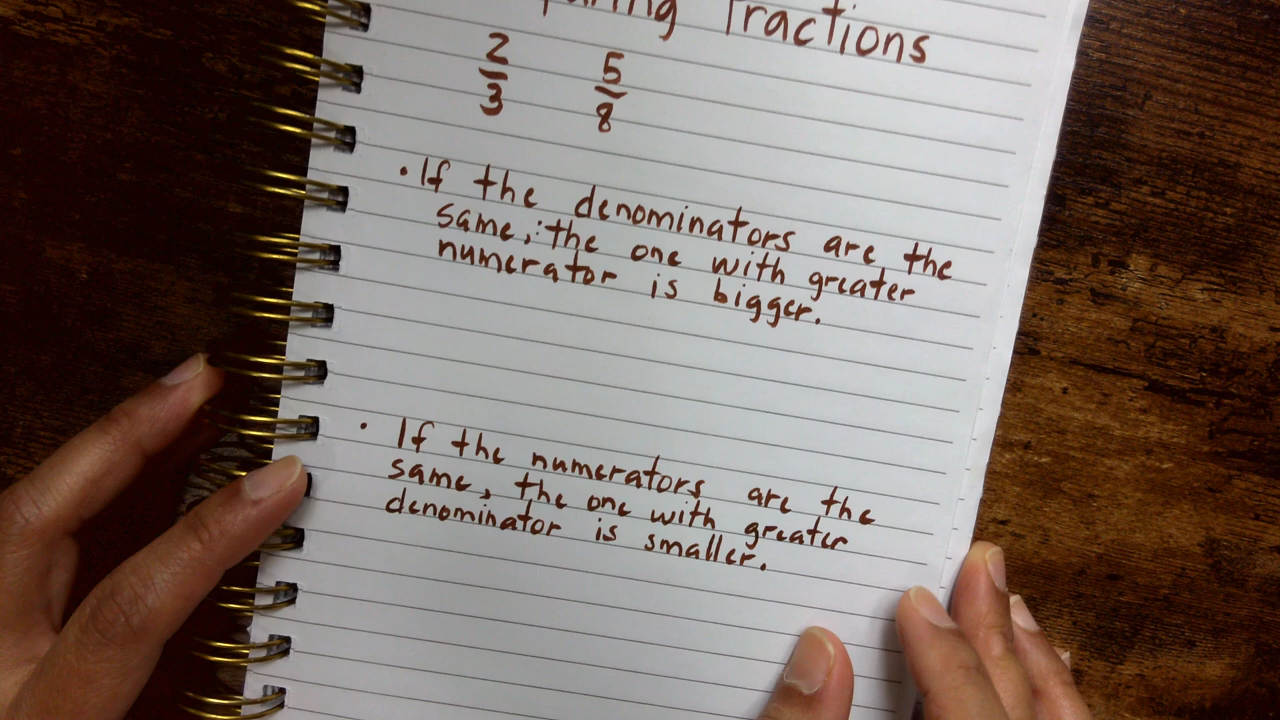 Fractions
2 5
3 8
• If the denominators are the
same, the one with greater
numerator is bigger.
• If the numerators are the
same, the one with greater
denominator is smaller.